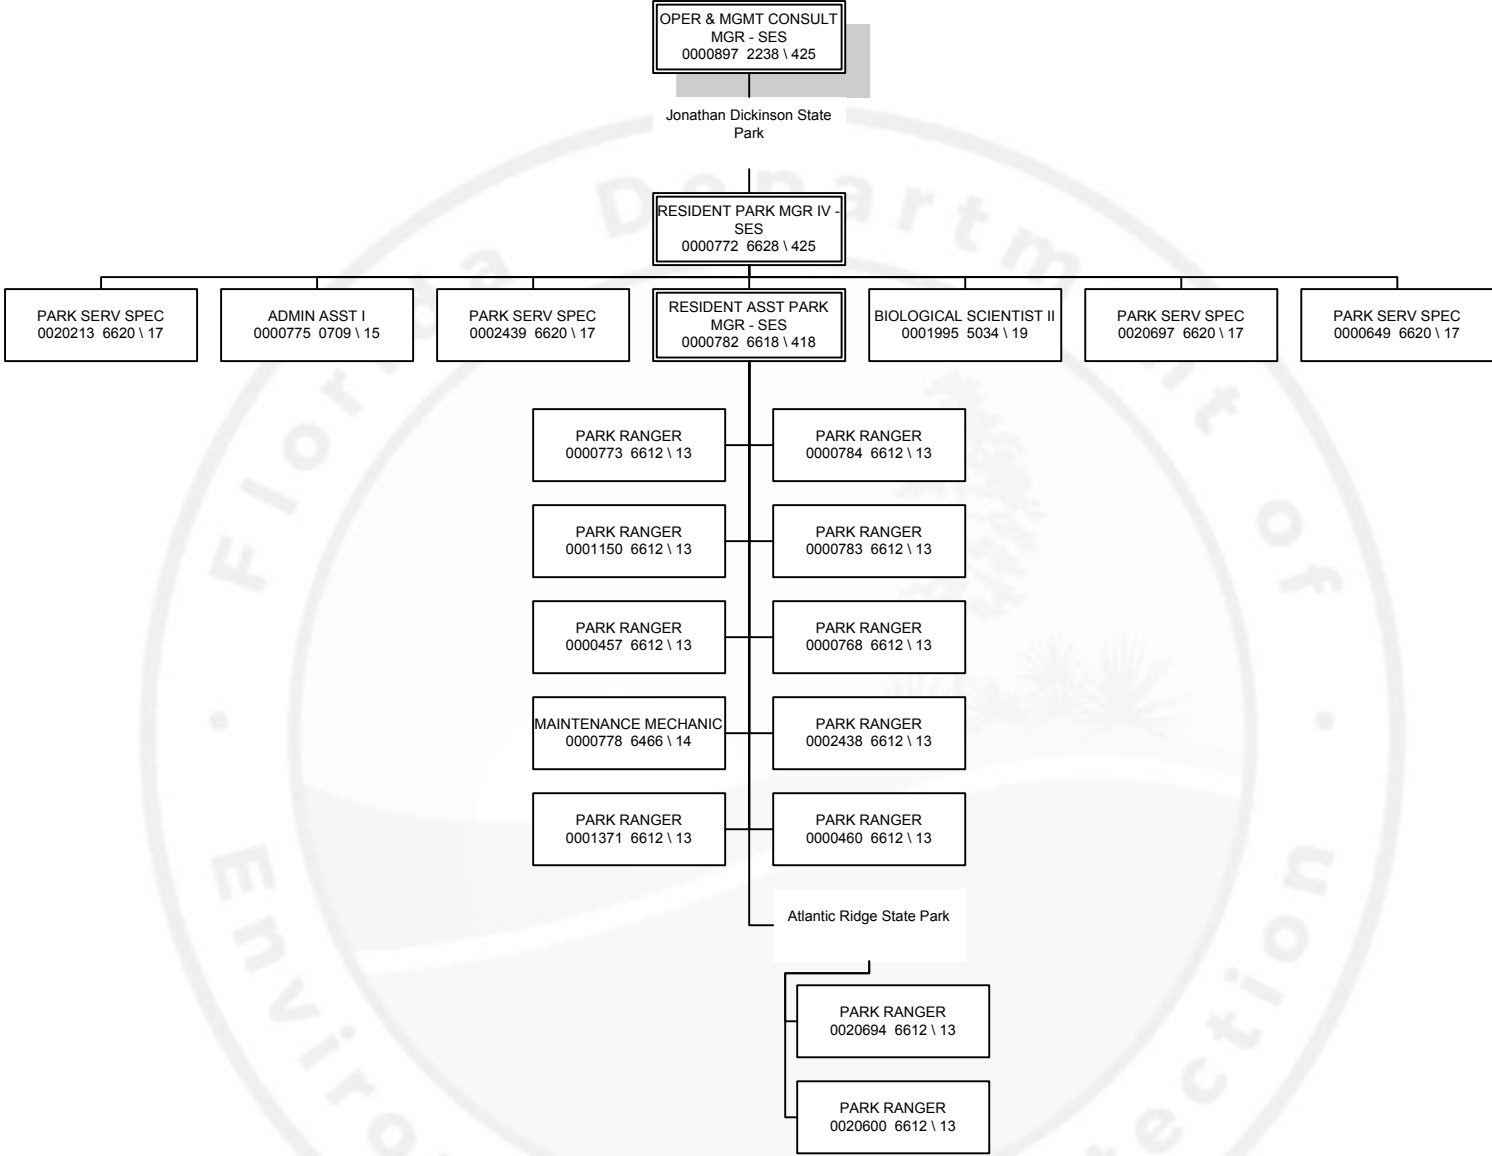 OPER & MGMT CONSULT
MGR - SES
0000897 2238 \ 425
Jonathan Dickinson State
Park
RESIDENT PARK MGR IV -
SES
0000772 6628 \ 425
PARK SERV SPEC
0020213 6620 \ 17
ADMIN ASST I
0000775 0709 \ 15
PARK SERV SPEC
0002439 6620 \ 17
RESIDENT ASST PARK
MGR - SES
0000782 6618 \ 418
BIOLOGICAL SCIENTIST II
0001995 5034 \ 19
PARK SERV SPEC
0020697 6620 \ 17
PARK SERV SPEC
0000649 6620 \ 17
PARK RANGER
0000773 6612 \ 13
PARK RANGER
0000784 6612 \ 13
PARK RANGER
0001150 6612 \ 13
PARK RANGER
0000783 6612 \ 13
PARK RANGER
0000457 6612 \ 13
PARK RANGER
0000768 6612 \ 13
MAINTENANCE MECHANIC
0000778 6466 \ 14
PARK RANGER
0002438 6612 \ 13
PARK RANGER
0001371 6612 \ 13
PARK RANGER
0000460 6612 \ 13
Atlantic Ridge State Park
PARK RANGER
0020694 6612 \ 13
PARK RANGER
0020600 6612 \ 13
Florida Department of
Enviro
tection